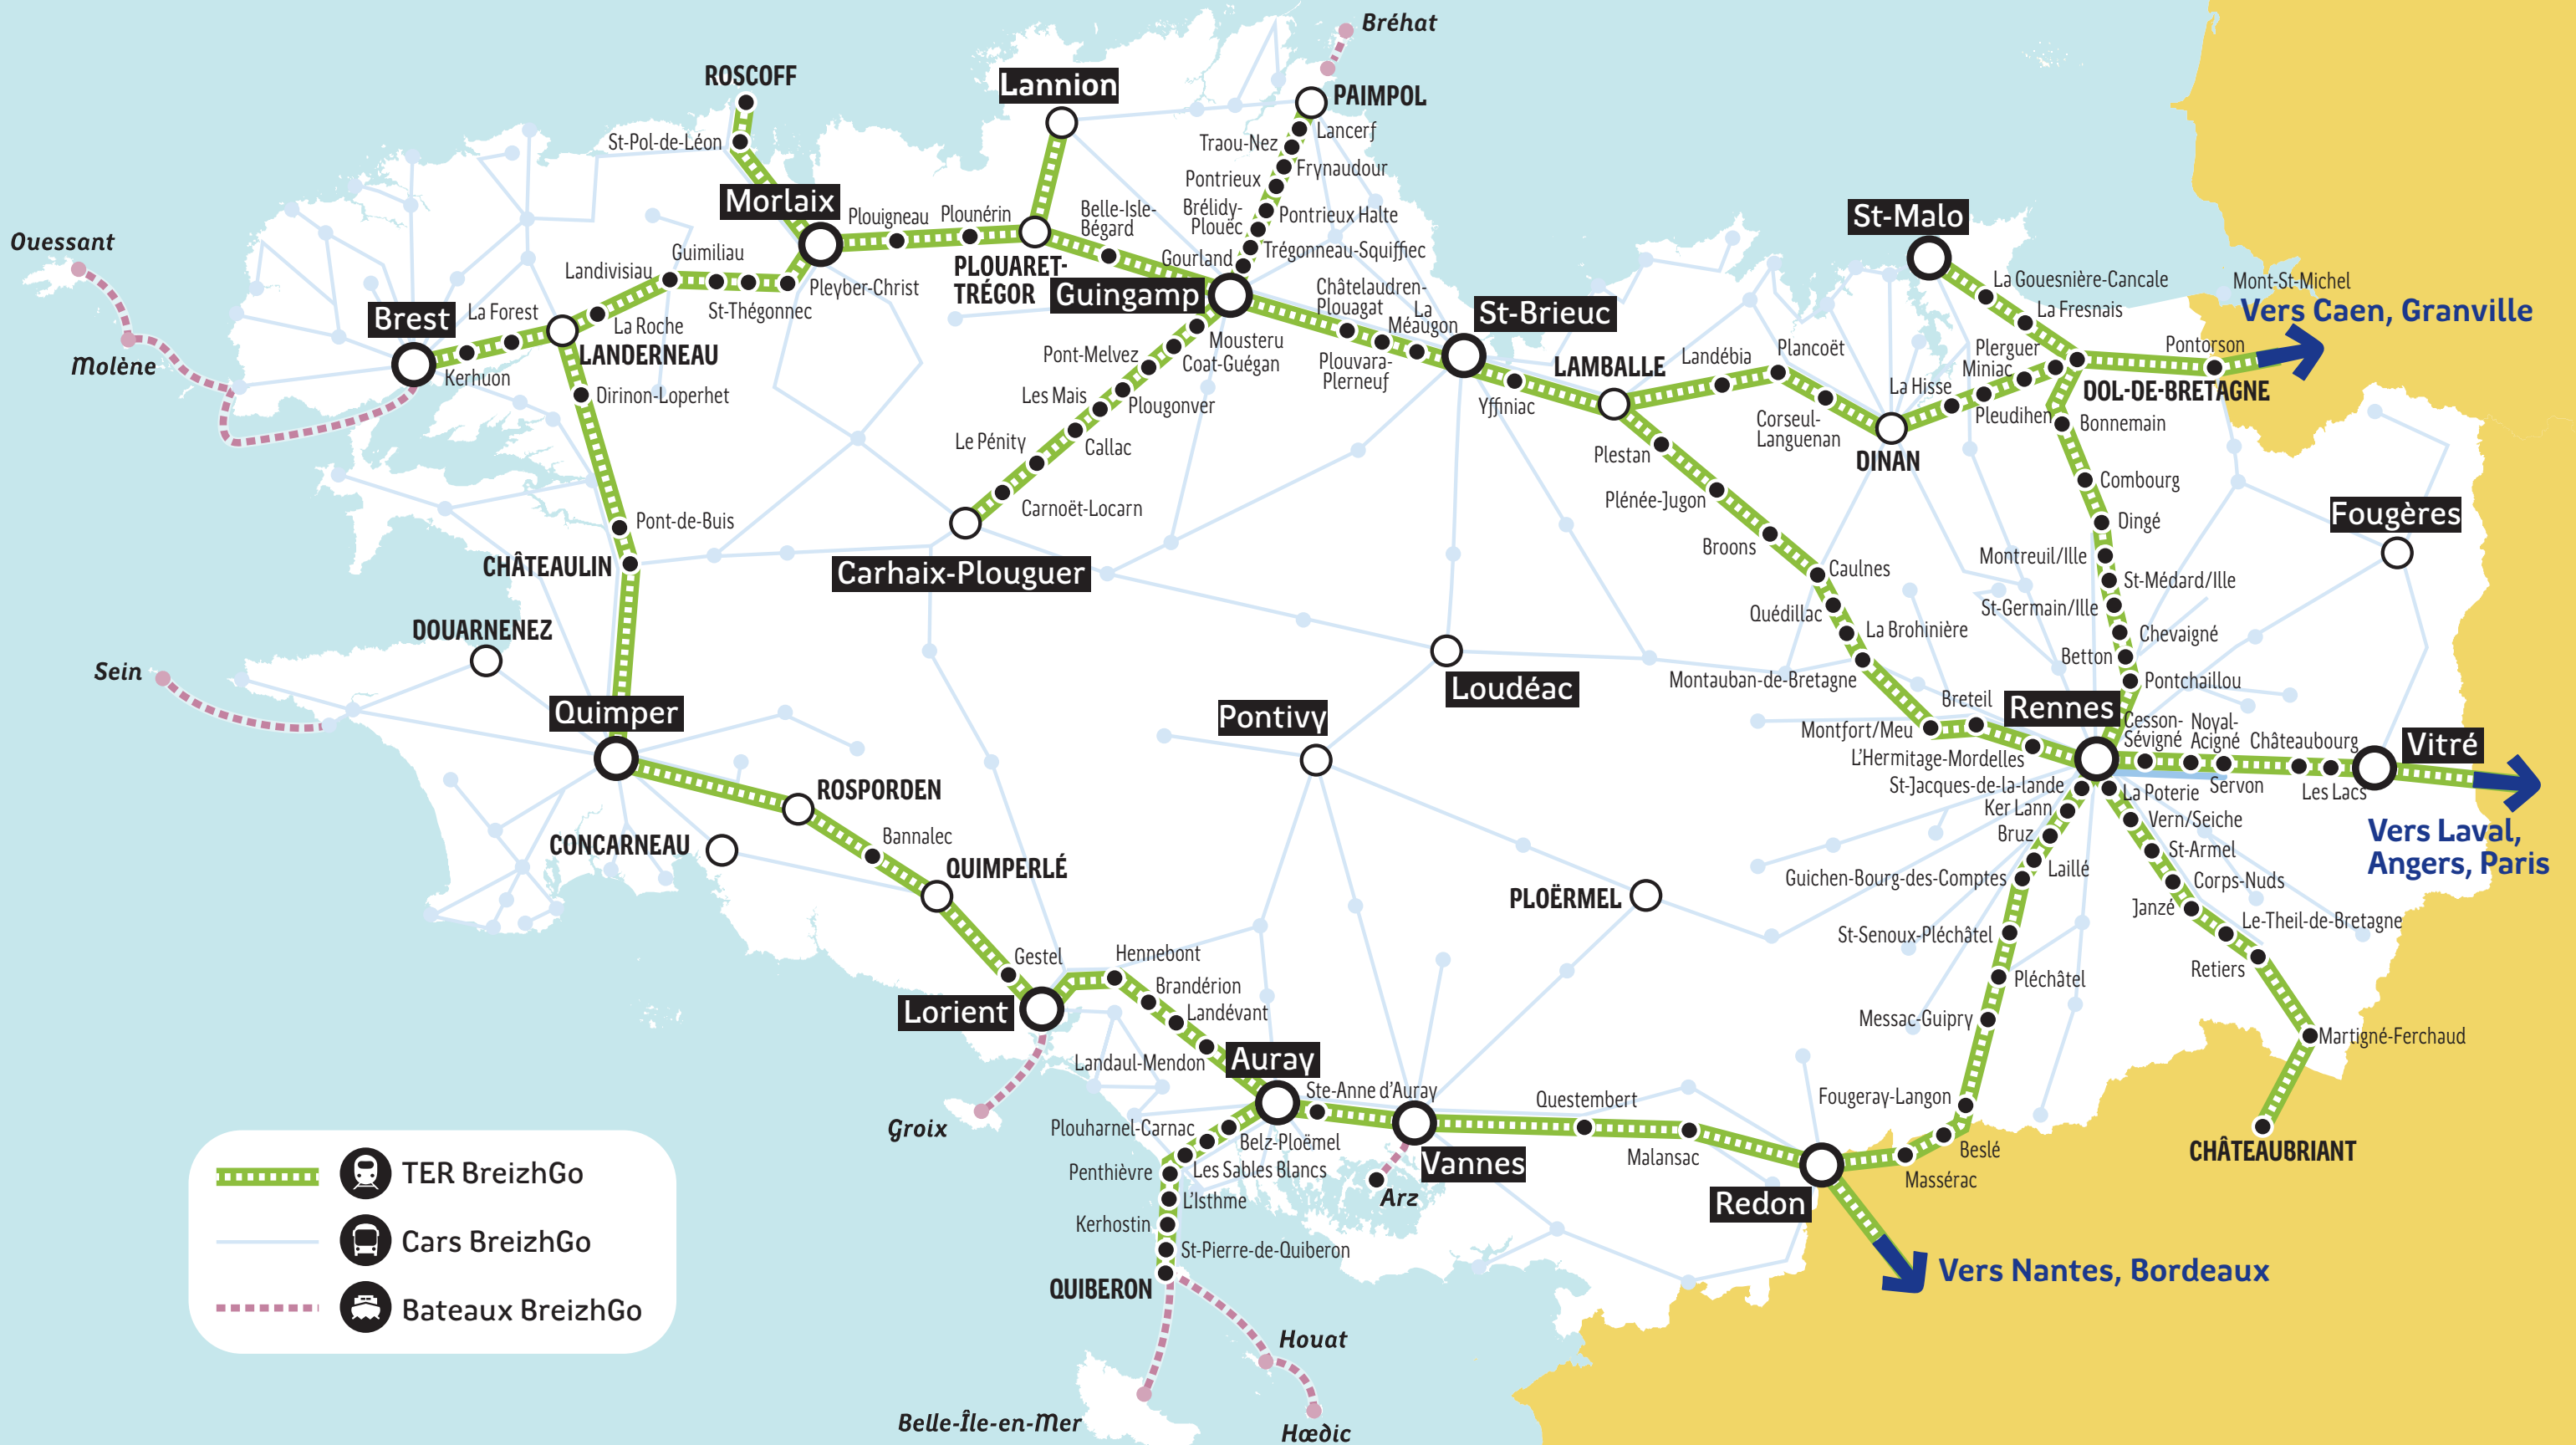 Bréhat
ROSCOFF
Lannion
PAIMPOL
St-Pol-de-Léon
Lancerf
Traou-Nez
Frynaudour
Pontrieux
Morlaix
Plouigneau
Plounérin
Belle-Isle-
Bégard
Brélidy-
Plouëc
Pontrieux Halte
St-Malo
Ouessant
Guimiliau
Landivisiau
Gourland
Trégonneau-Squiffiec
PLOUARET-
TRÉGOR
Guingamp
Pleyber-Christ
St-Thégonnec
Châtelaudren-
Plouagat
La
Méaugon
St-Brieuc
La Gouesnière-Cancale
La Fresnais
Mont-St-Michel
Vers Caen, Granville
Brest
La Forest
La Roche
LANDERNEAU
Kerhuon
Molène
Mousteru
Coat-Guégan
Pont-Melvez
Plouvara-
Plerneuf
LAMBALLE
Landébia
Plancoët
Plerguer
Miniac
Pontorson
DOL-DE-BRETAGNE
La Hisse
Pleudihen
Dirinon-Loperhet
Les Mais
Plougonver
Yffiniac
Corseul-
Languenan
Bonnemain
Le Pénity
Callac
Plestan
DINAN
Combourg
Plénée-Jugon
Carnoët-Locarn
Pont-de-Buis
Dingé
Fougères
CHÂTEAULIN
Carhaix-Plouguer
Broons
Caulnes
Montreuil/Ille
St-Médard/Ille
Quédillac
St-Germain/Ille
DOUARNENEZ
La Brohinière
Chevaigné
Betton
Sein
Loudéac
Montauban-de-Bretagne
Pontchaillou
Quimper
Pontivy
Breteil
Rennes
Montfort/Meu
Cesson-
Sévigné
Noyal-
Acigné
Châteaubourg
Vitré
L'Hermitage-Mordelles
St-Jacques-de-la-lande
La Poterie
Servon
Les Lacs
ROSPORDEN
Ker Lann
Vern/Seiche
Vers Laval,
Angers, Paris
CONCARNEAU
Bannalec
Bruz
St-Armel
QUIMPERLÉ
Laillé
Guichen-Bourg-des-Comptes
Corps-Nuds
PLOËRMEL
Janzé
Le-Theil-de-Bretagne
St-Senoux-Pléchâtel
Gestel
Hennebont
Retiers
Brandérion
Pléchâtel
Lorient
Landévant
Messac-Guipry
Martigné-Ferchaud
Landaul-Mendon
Auray
Ste-Anne d'Auray
Questembert
Fougeray-Langon
Groix
Plouharnel-Carnac
Belz-Ploëmel
Malansac
Beslé
CHÂTEAUBRIANT
Penthièvre
Les Sables Blancs
Vannes
Massérac
L'Isthme
Arz
Redon
Kerhostin
St-Pierre-de-Quiberon
QUIBERON
Vers Nantes, Bordeaux
Houat
Belle-Île-en-Mer
Hœdic
TER BreizhGo
Cars BreizhGo
Bateaux BreizhGo